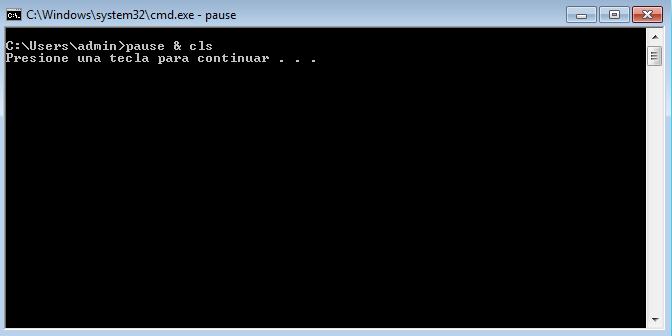 C:\Windows\system32\cmd.exe - pause
C:\Users\admin>pause & cls
Presione una tecla para continuar . . .